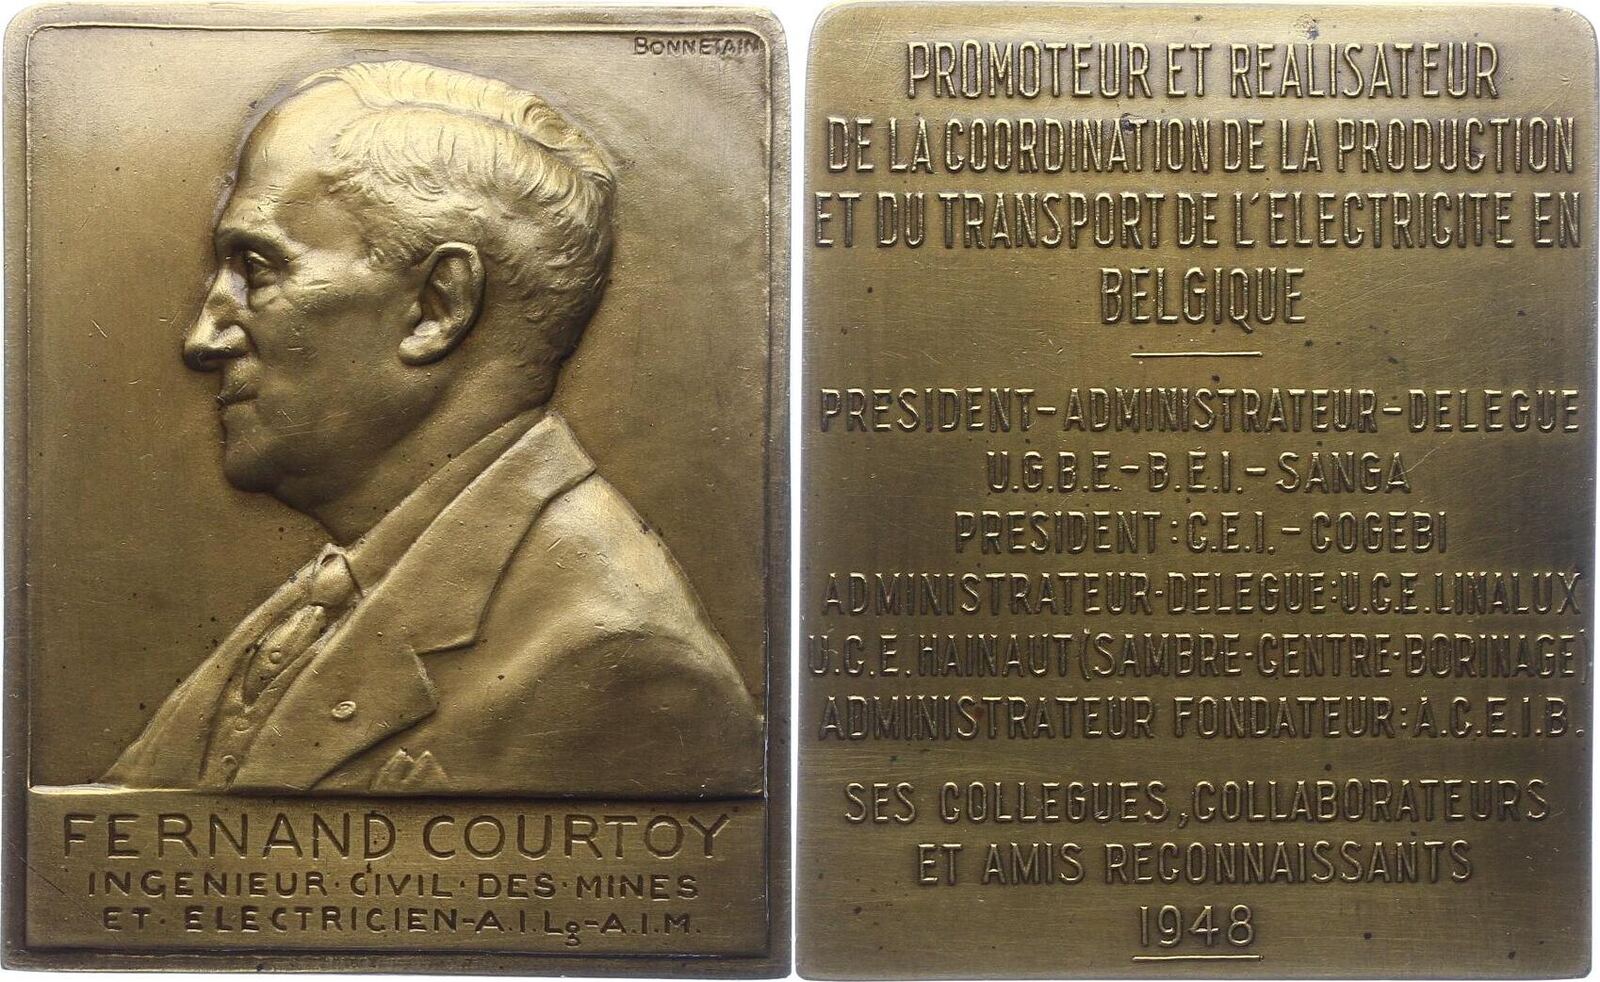 BONNETAIN
FERNAND COURTOY
INGENIEUR·CIVIL·DES·MINES
ET·ELECTRICIEN-A.I.Lg-A.I.M.
PROMOTEUR ET REALISATEUR
DE LA COORDINATION DE LA PRODUCTION
ET DU TRANSPORT DE L'ELECTRICITE EN
BELGIQUE
PRESIDENT-ADMINISTRATEUR-DELEGUE
U.G.B.E.-B.E.I.-SANGA
PRESIDENT:C.E.I.-COGEBI
ADMINISTRATEUR-DELEGUE:U.C.E.LINALUX
U.C.E.HAINAUT(SAMBRE-CENTRE-BORINAGE)
ADMINISTRATEUR FONDATEUR:A.C.E.I.B.
SES COLLEGUES,COLLABORATEURS
ET AMIS RECONNAISSANTS
1948